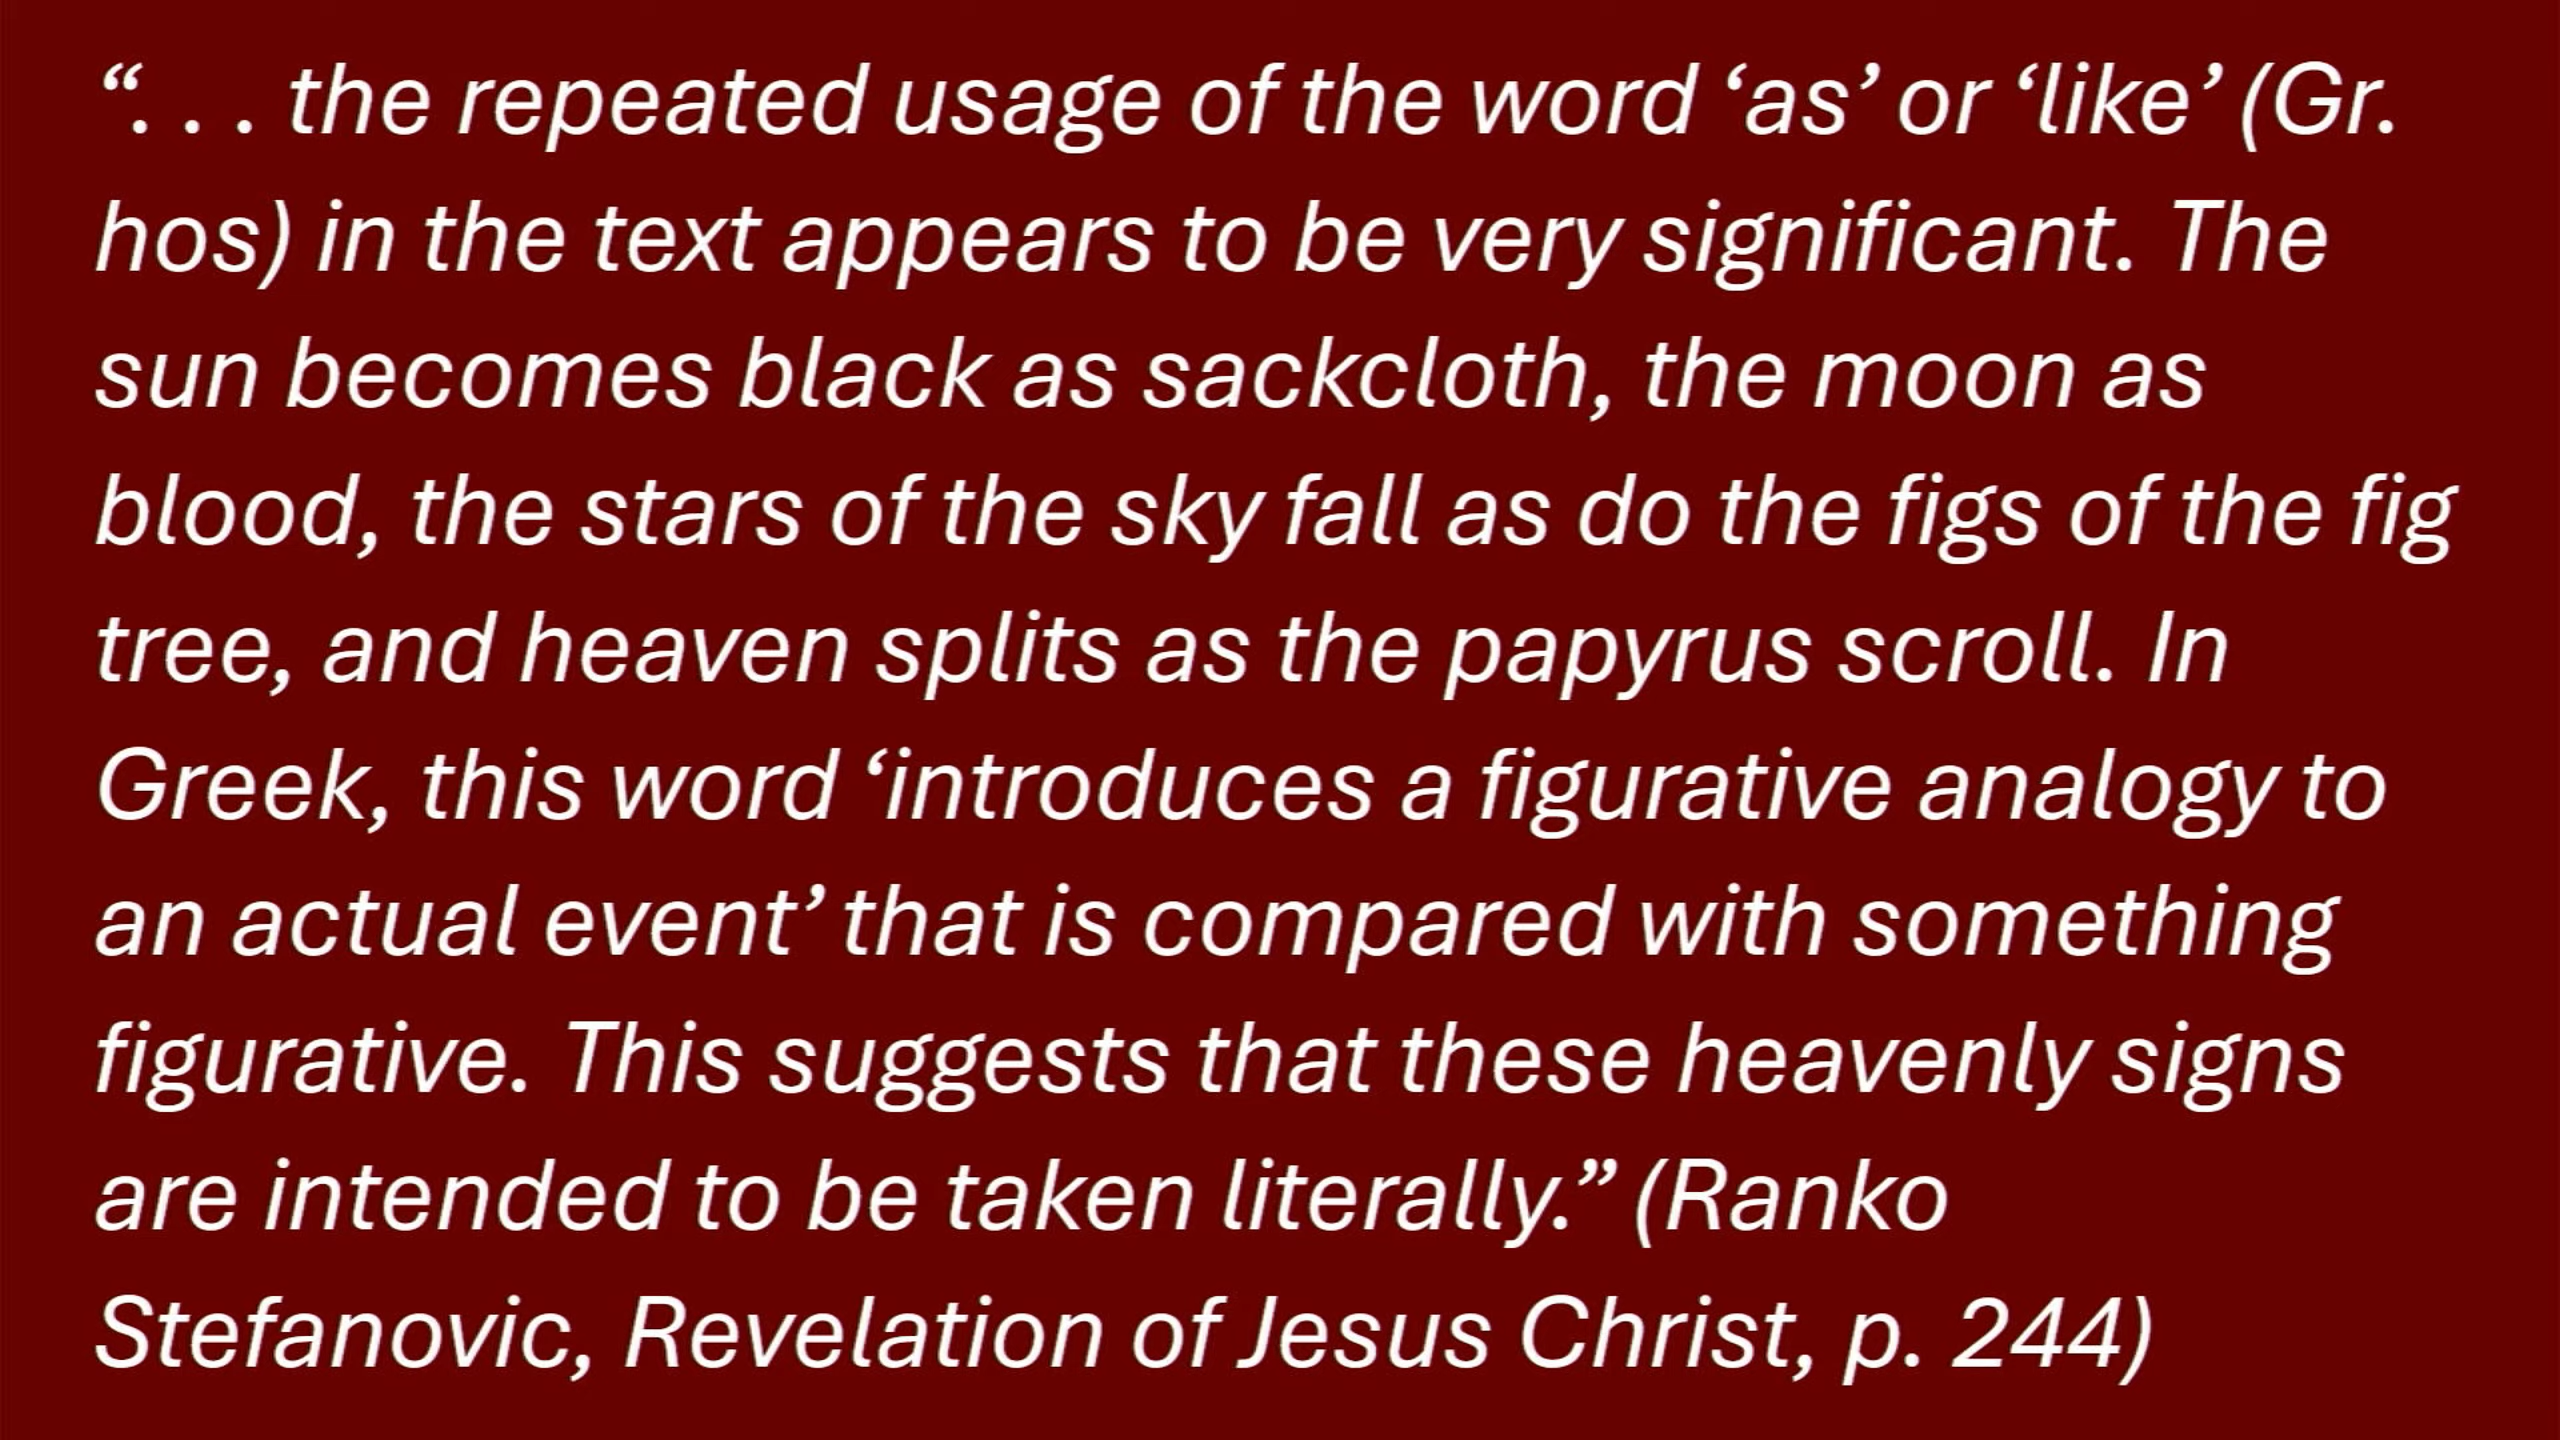 “. . . the repeated usage of the word ‘as’ or ‘like’ (Gr.
hos) in the text appears to be very significant. The
sun becomes black as sackcloth, the moon as
blood, the stars of the sky fall as do the figs of the fig
tree, and heaven splits as the papyrus scroll. In
Greek, this word ‘introduces a figurative analogy to
an actual event’ that is compared with something
figurative. This suggests that these heavenly signs
are intended to be taken literally.” (Ranko
Stefanovic, Revelation of Jesus Christ, p. 244)